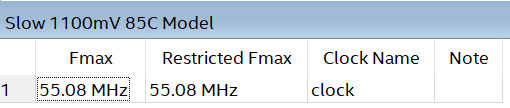 Slow 1100mV 85C Model
Fmax Restricted Fmax Clock Name Note
1 55.08 MHz 55.08 MHz clock